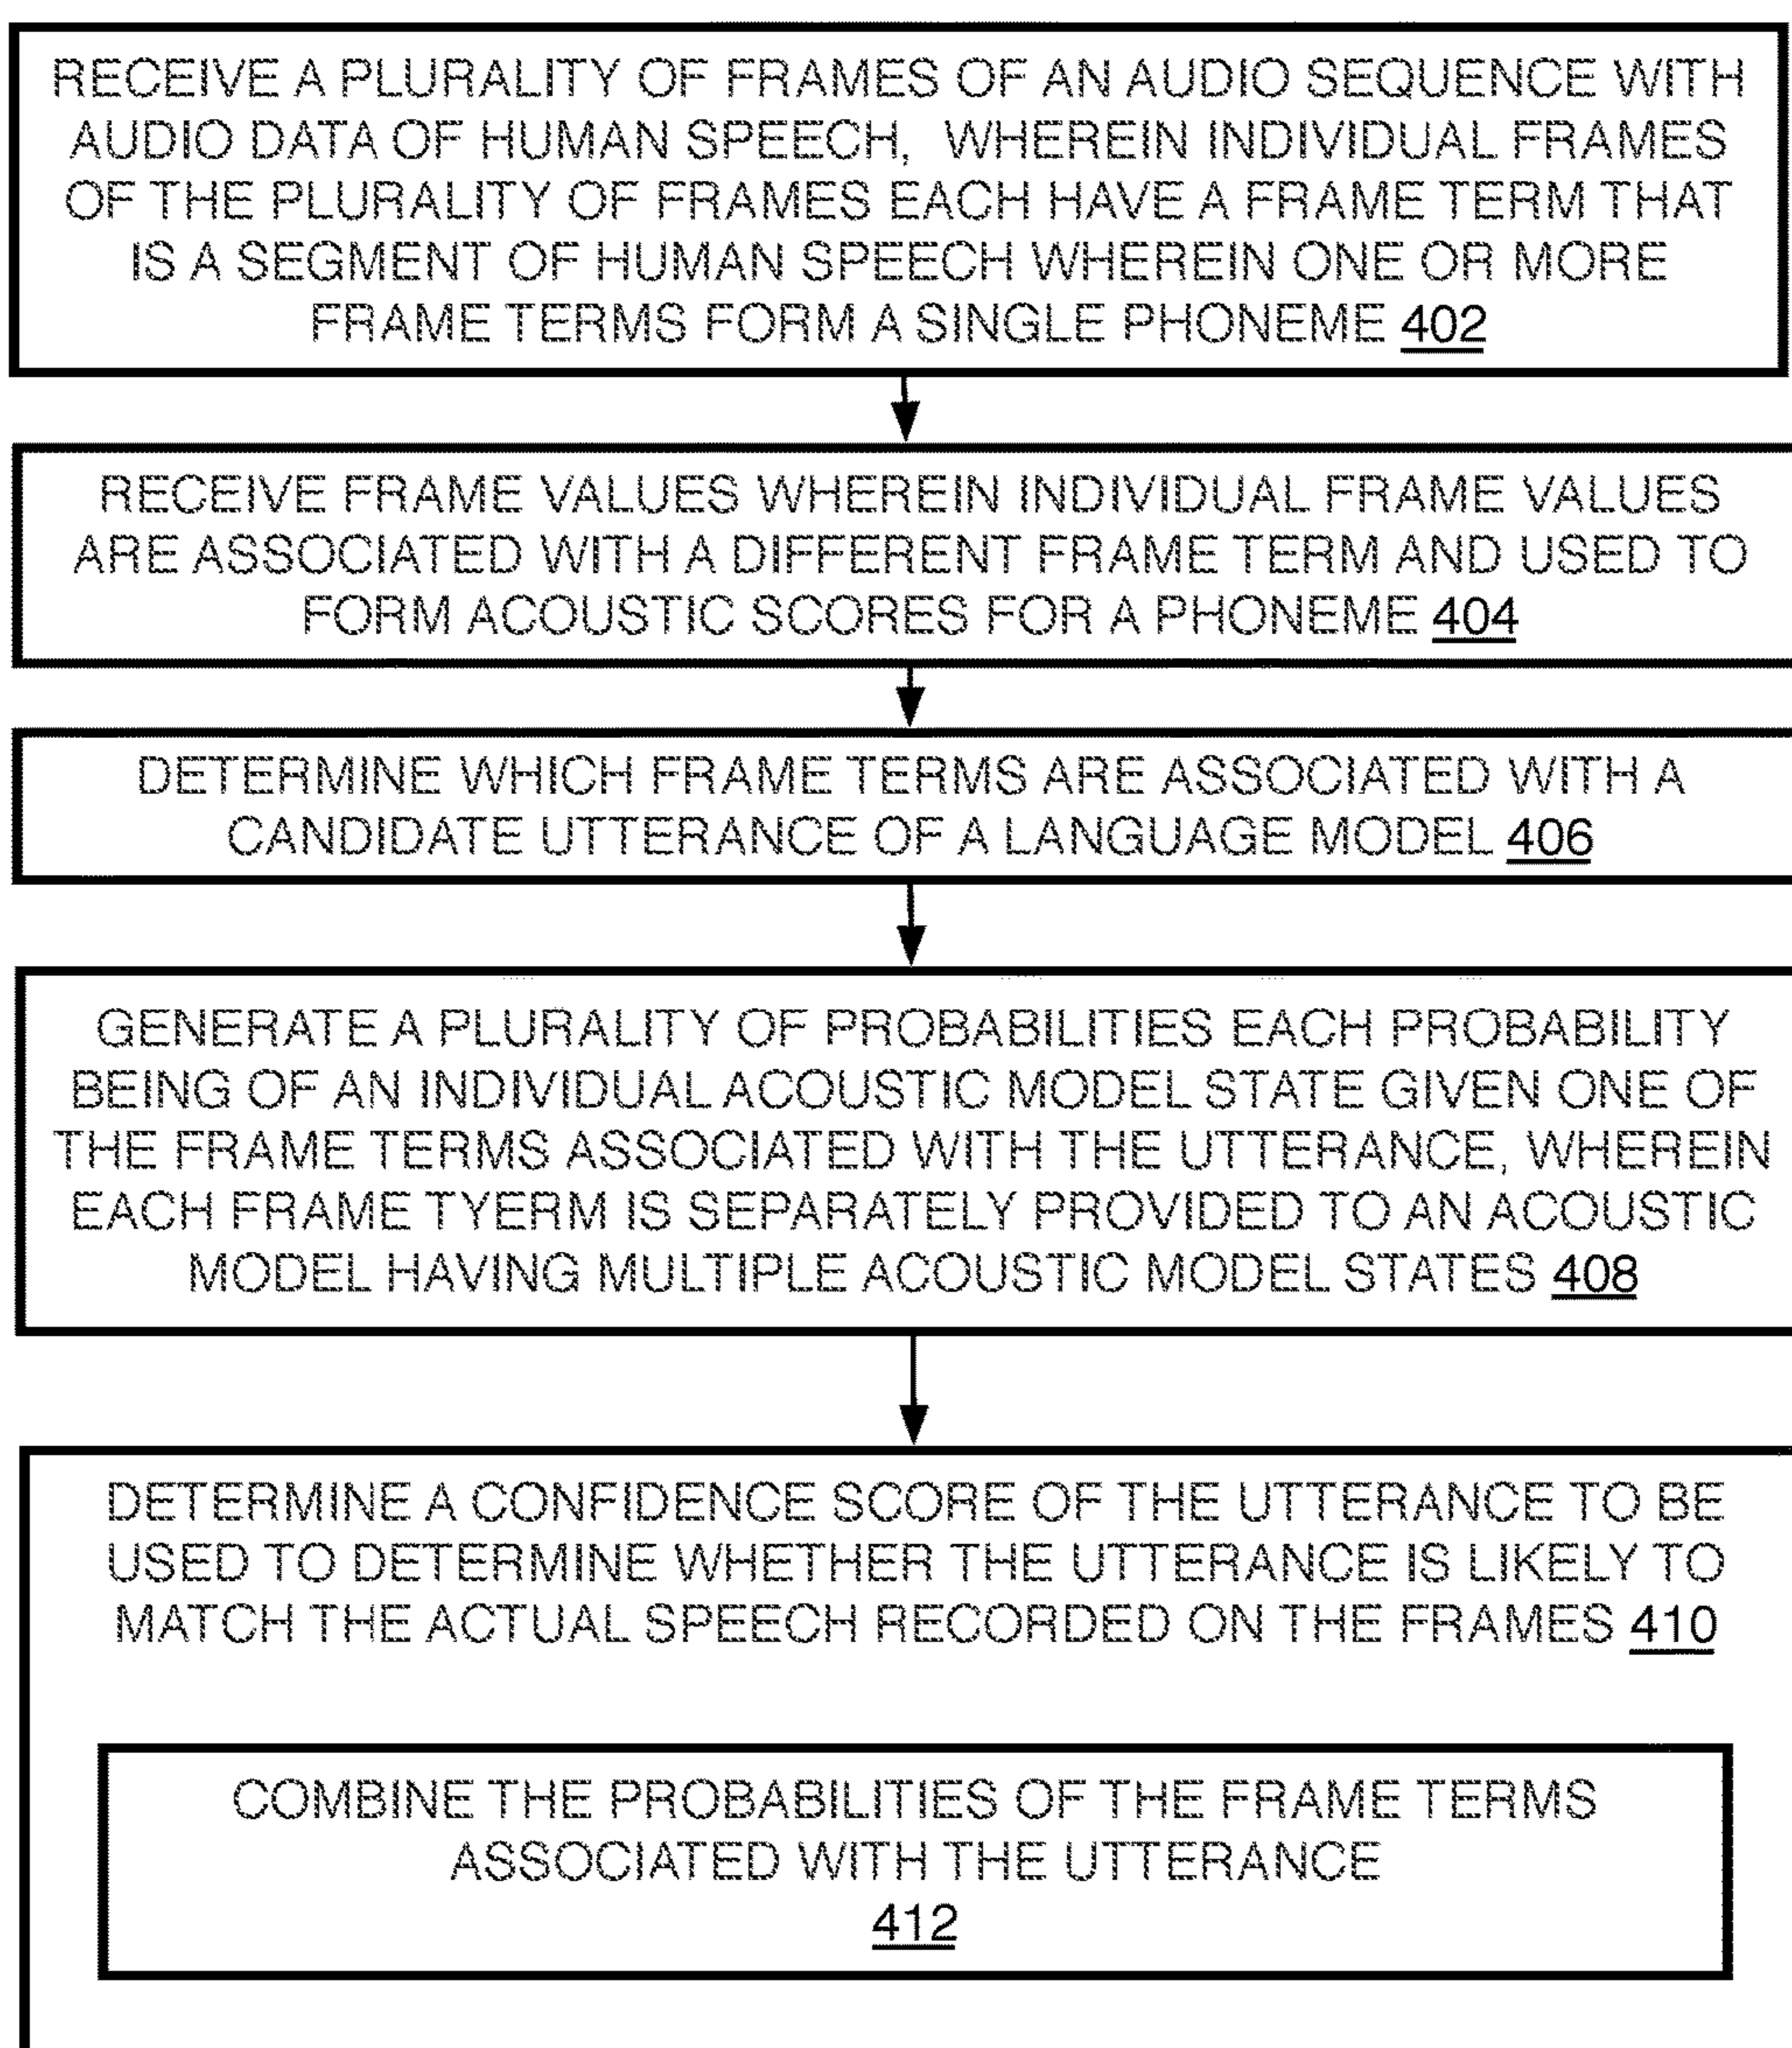 RECEIVE A PLURALITY OF FRAMES OF AN AUDIO SEQUENCE WITH
AUDIO DATA OF HUMAN SPEECH, WHEREIN INDIVIDUAL FRAMES
OF THE PLURALITY OF FRAMES EACH HAVE A FRAME TERM THAT
IS A SEGMENT OF HUMAN SPEECH WHEREIN ONE OR MORE
FRAME TERMS FORM A SINGLE PHONEME 402
RECEIVE FRAME VALUES WHEREIN INDIVIDUAL FRAME VALUES
ARE ASSOCIATED WITH A DIFFERENT FRAME TERM AND USED TO
FORM ACOUSTIC SCORES FOR A PHONEME 404
DETERMINE WHICH FRAME TERMS ARE ASSOCIATED WITH A
CANDIDATE UTTERANCE OF A LANGUAGE MODEL 406
GENERATE A PLURALITY OF PROBABILITIES EACH PROBABILITY
BEING OF AN INDIVIDUAL ACOUSTIC MODEL STATE GIVEN ONE OF
THE FRAME TERMS ASSOCIATED WITH THE UTTERANCE, WHEREIN
EACH FRAME TYERM IS SEPARATELY PROVIDED TO AN ACOUSTIC
MODEL HAVING MULTIPLE ACOUSTIC MODEL STATES 408
DETERMINE A CONFIDENCE SCORE OF THE UTTERANCE TO BE
USED TO DETERMINE WHETHER THE UTTERANCE IS LIKELY TO
MATCH THE ACTUAL SPEECH RECORDED ON THE FRAMES 410
COMBINE THE PROBABILITIES OF THE FRAME TERMS
ASSOCIATED WITH THE UTTERANCE
412